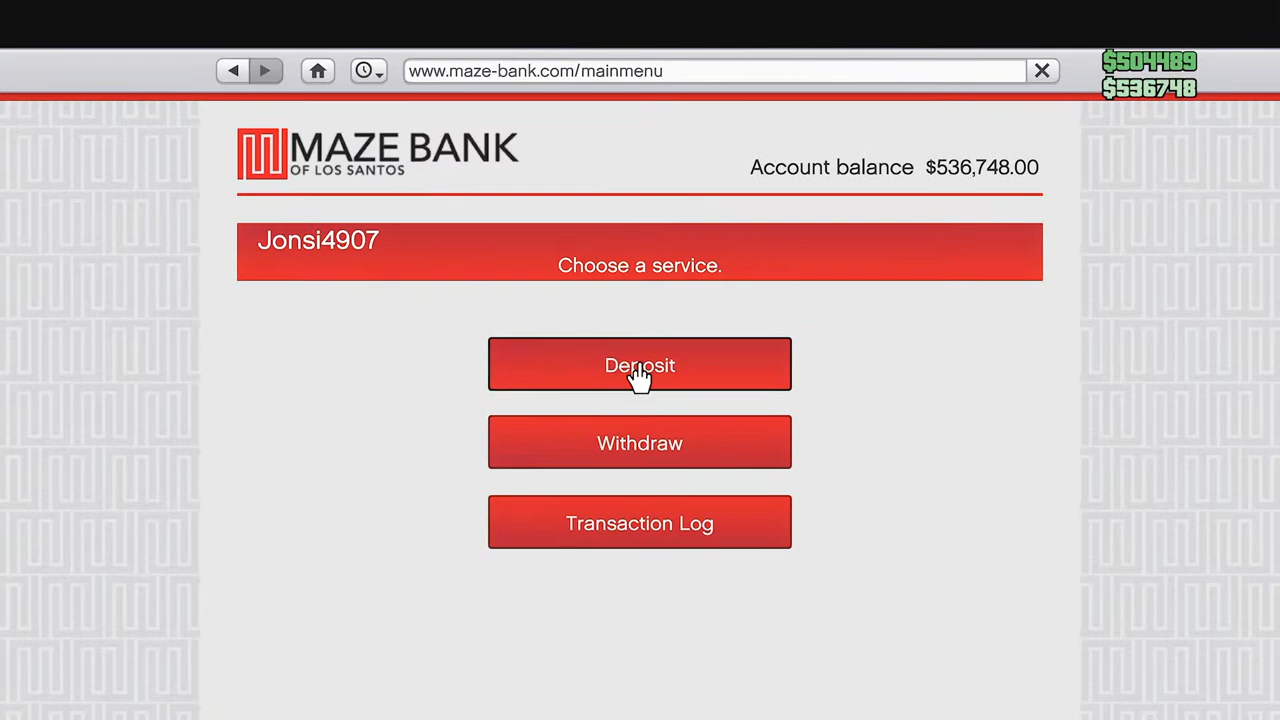 www.maze-bank.com/mainmenu
$504489
$536748
MAZE BANK
OF LOS SANTOS
Account balance $536,748.00
Jonsi4907
Choose a service.
Deposit
Withdraw
Transaction Log